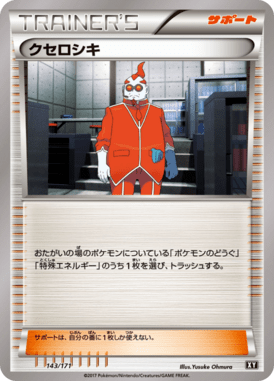 TRAINER'S
サポート
クセロシキ
おたがいの場のポケモンについている「ポケモンのどうぐ」
「特殊エネルギー」のうち1枚を選び、トラッシュする。
サポートは、自分の番に1枚しか使えない。
143/171
Illus.Yusuke Ohmura
XY
©2017 Pokémon/Nintendo/Creatures/GAME FREAK.